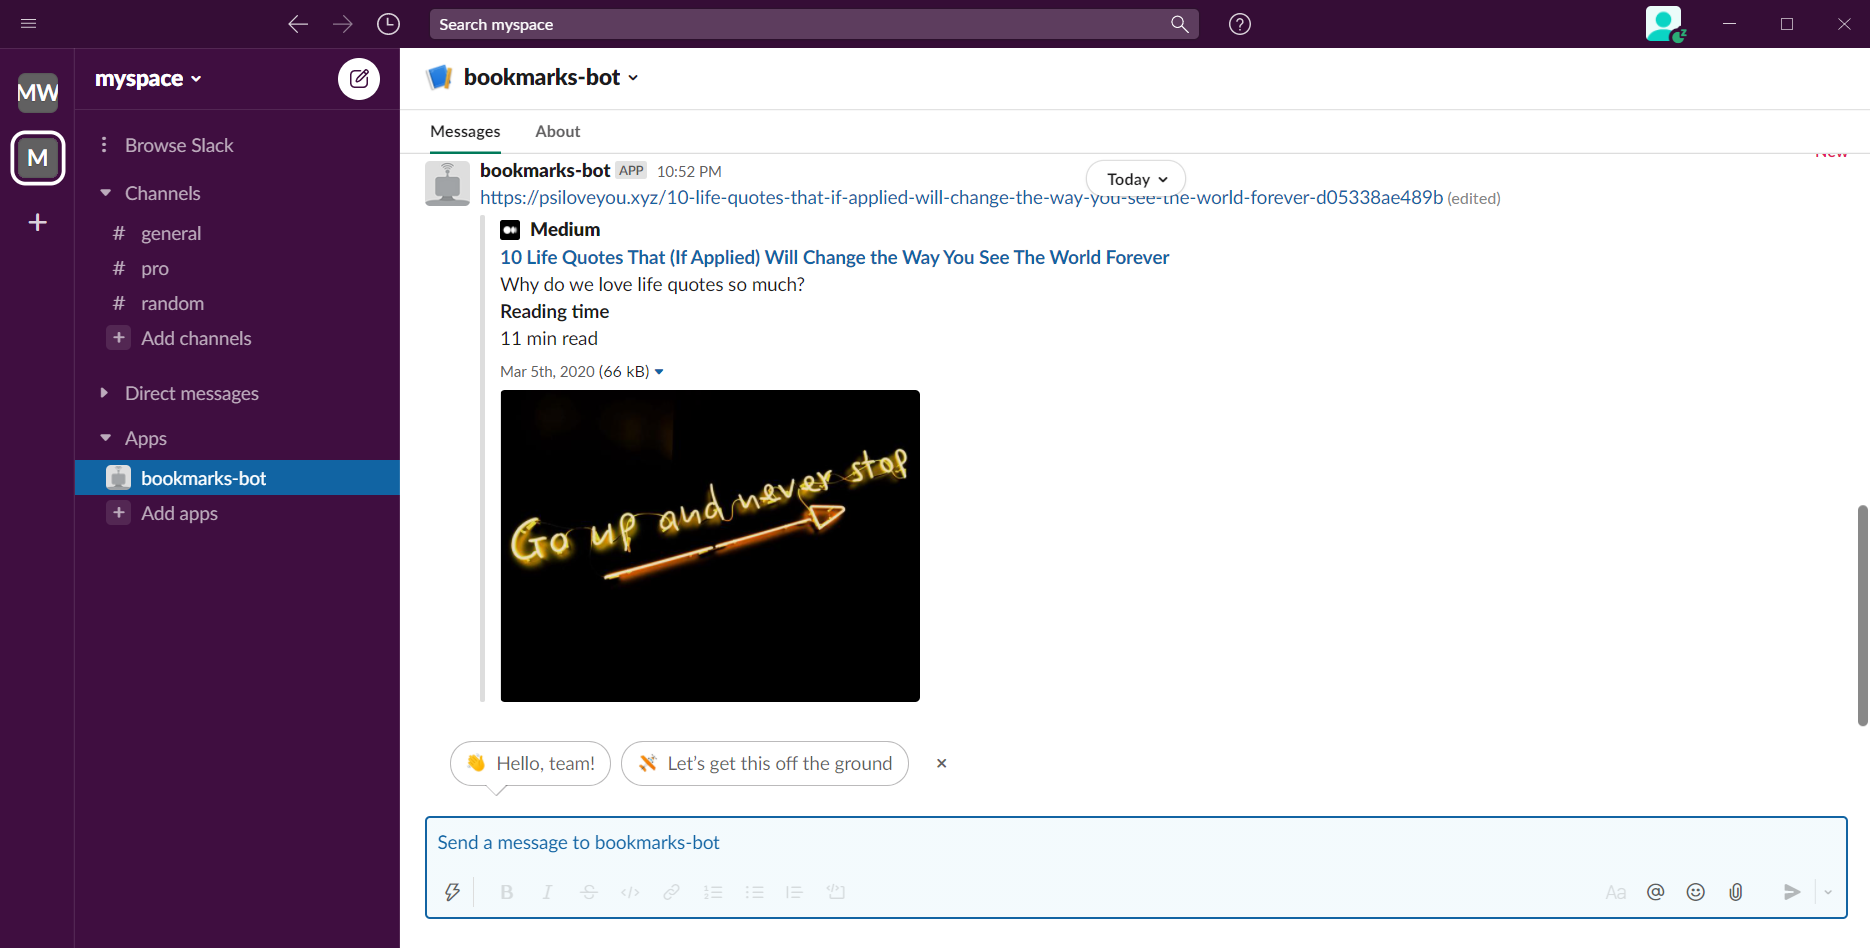 Search myspace
MW
M
myspace
Browse Slack
Channels
# general
# pro
# random
+ Add channels
Direct messages
Apps
bookmarks-bot
+ Add apps
bookmarks-bot
Messages About
New
Today
bookmarks-bot APP 10:52 PM
https://psiloveyou.xyz/10-life-quotes-that-if-applied-will-change-the-way-you-see-the-world-forever-d05338ae489b (edited)
Medium
10 Life Quotes That (If Applied) Will Change the Way You See The World Forever
Why do we love life quotes so much?
Reading time
11 min read
Mar 5th, 2020 (66 kB)
Go up and never stop
Hello, team!
Let’s get this off the ground
Send a message to bookmarks-bot
B I S Aa @